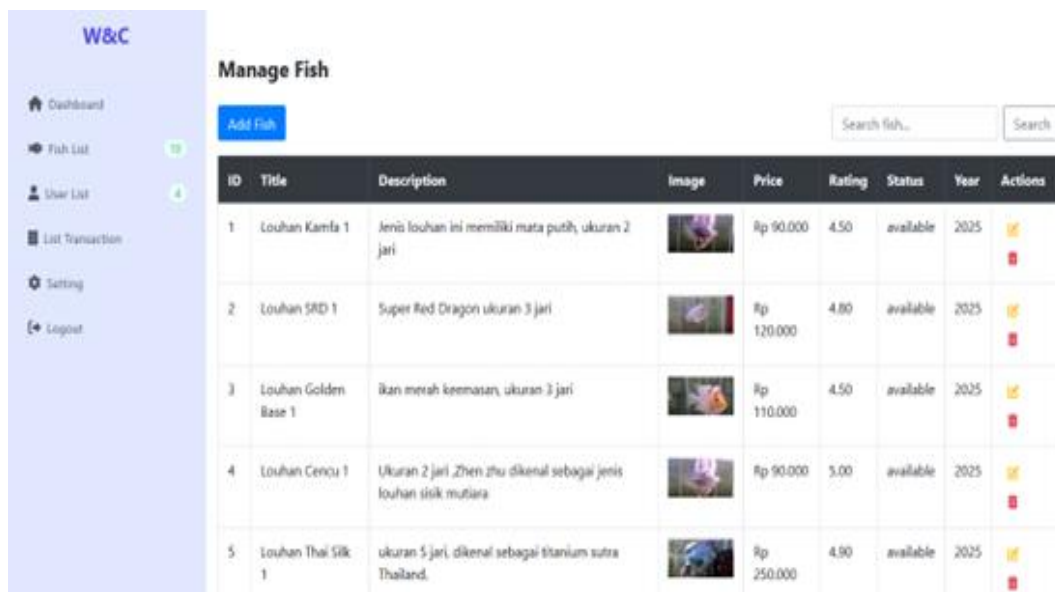 W&C
Dashboard
Fish List
User List 4
List Transaction
Setting
Logout
Manage Fish
Add Fish
Search fish...
Search
ID Title Description Image Price Rating Status Year Actions
1 Louhan Kamfa 1 Jenis louhan ini memiliki mata putih, ukuran 2 Rp 90.000 4.50 available 2025
jari
2 Louhan SRD 1 Super Red Dragon ukuran 3 jari Rp 4.80 available 2025
120.000
3 Louhan Golden ikan merah keemasan, ukuran 3 jari Rp 4.50 available 2025
Base 1 110.000
4 Louhan Cencu 1 Ukuran 2 jari ,Zhen zhu dikenal sebagai jenis Rp 90.000 5.00 available 2025
louhan sisik mutiara
5 Louhan Thai Silk ukuran 5 jari, dikenal sebagai titanium sutra Rp 4.90 available 2025
1 Thailand. 250.000